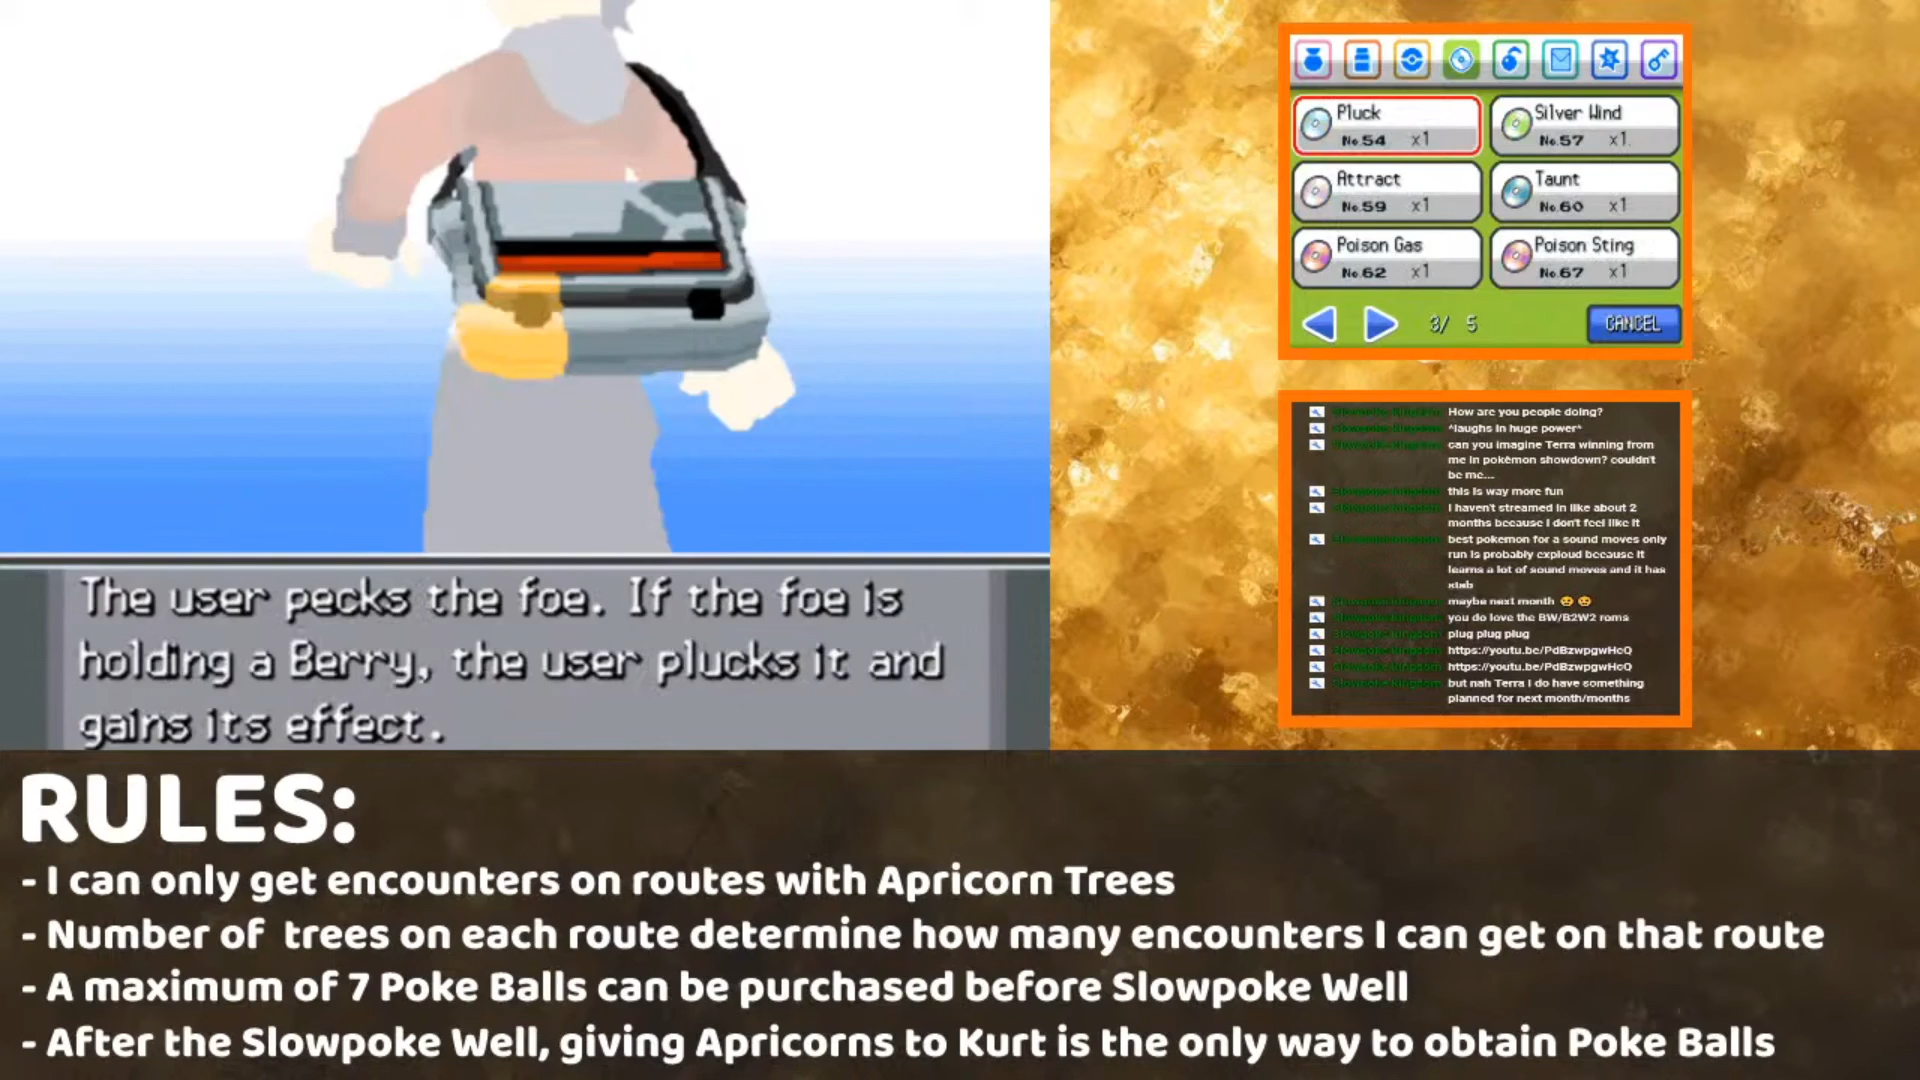 The user pecks the foe. If the foe is
holding a Berry, the user plucks it and
gains its effect.
Pluck
No.54 x1
Silver Wind
No.57 x1
Attract
No.59 x1
Taunt
No.60 x1
Poison Gas
No.62 x1
Poison Sting
No.67 x1
3/ 5
CANCEL
How are you people doing?
*laughs in huge power*
can you imagine Terra winning from
me in pokémon showdown? couldn't
be me...
this is way more fun
I haven't streamed in like about 2
months because I don't feel like it
best pokemon for a sound moves only
run is probably exploud because it
learns a lot of sound moves and it has
stab
maybe next month
you do love the BW/B2W2 roms
plug plug plug
https://youtu.be/PdBzwpgwHcQ
https://youtu.be/PdBzwpgwHcQ
but nah Terra I do have something
planned for next month/months
RULES:
- I can only get encounters on routes with Apricorn Trees
- Number of trees on each route determine how many encounters I can get on that route
- A maximum of 7 Poke Balls can be purchased before Slowpoke Well
- After the Slowpoke Well, giving Apricorns to Kurt is the only way to obtain Poke Balls